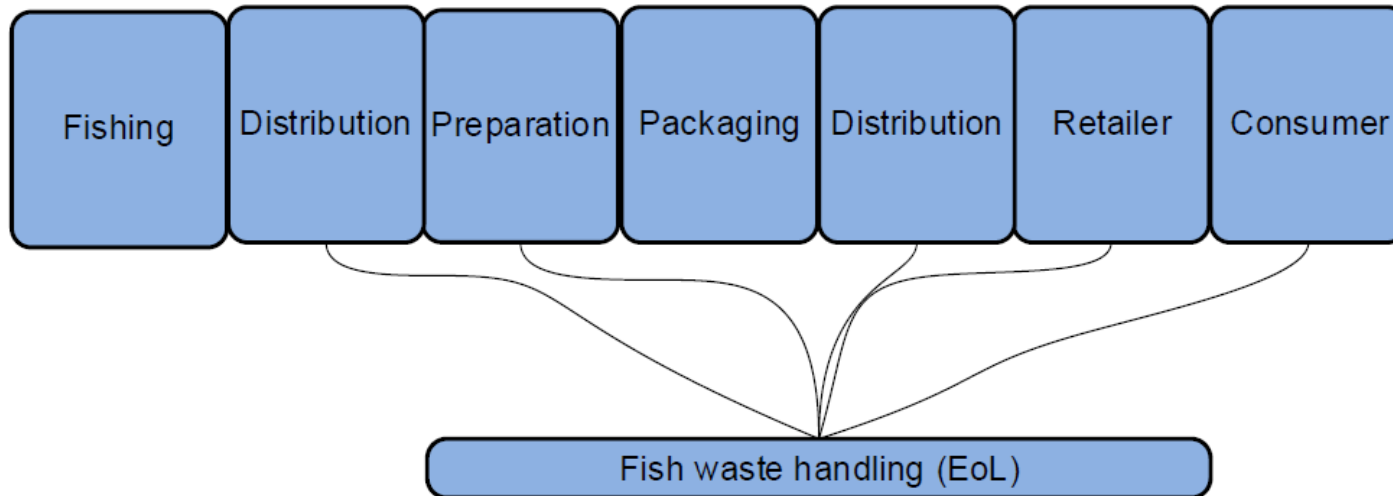 Fishing
Distribution
Preparation
Packaging
Distribution
Retailer
Consumer
Fish waste handling (EoL)